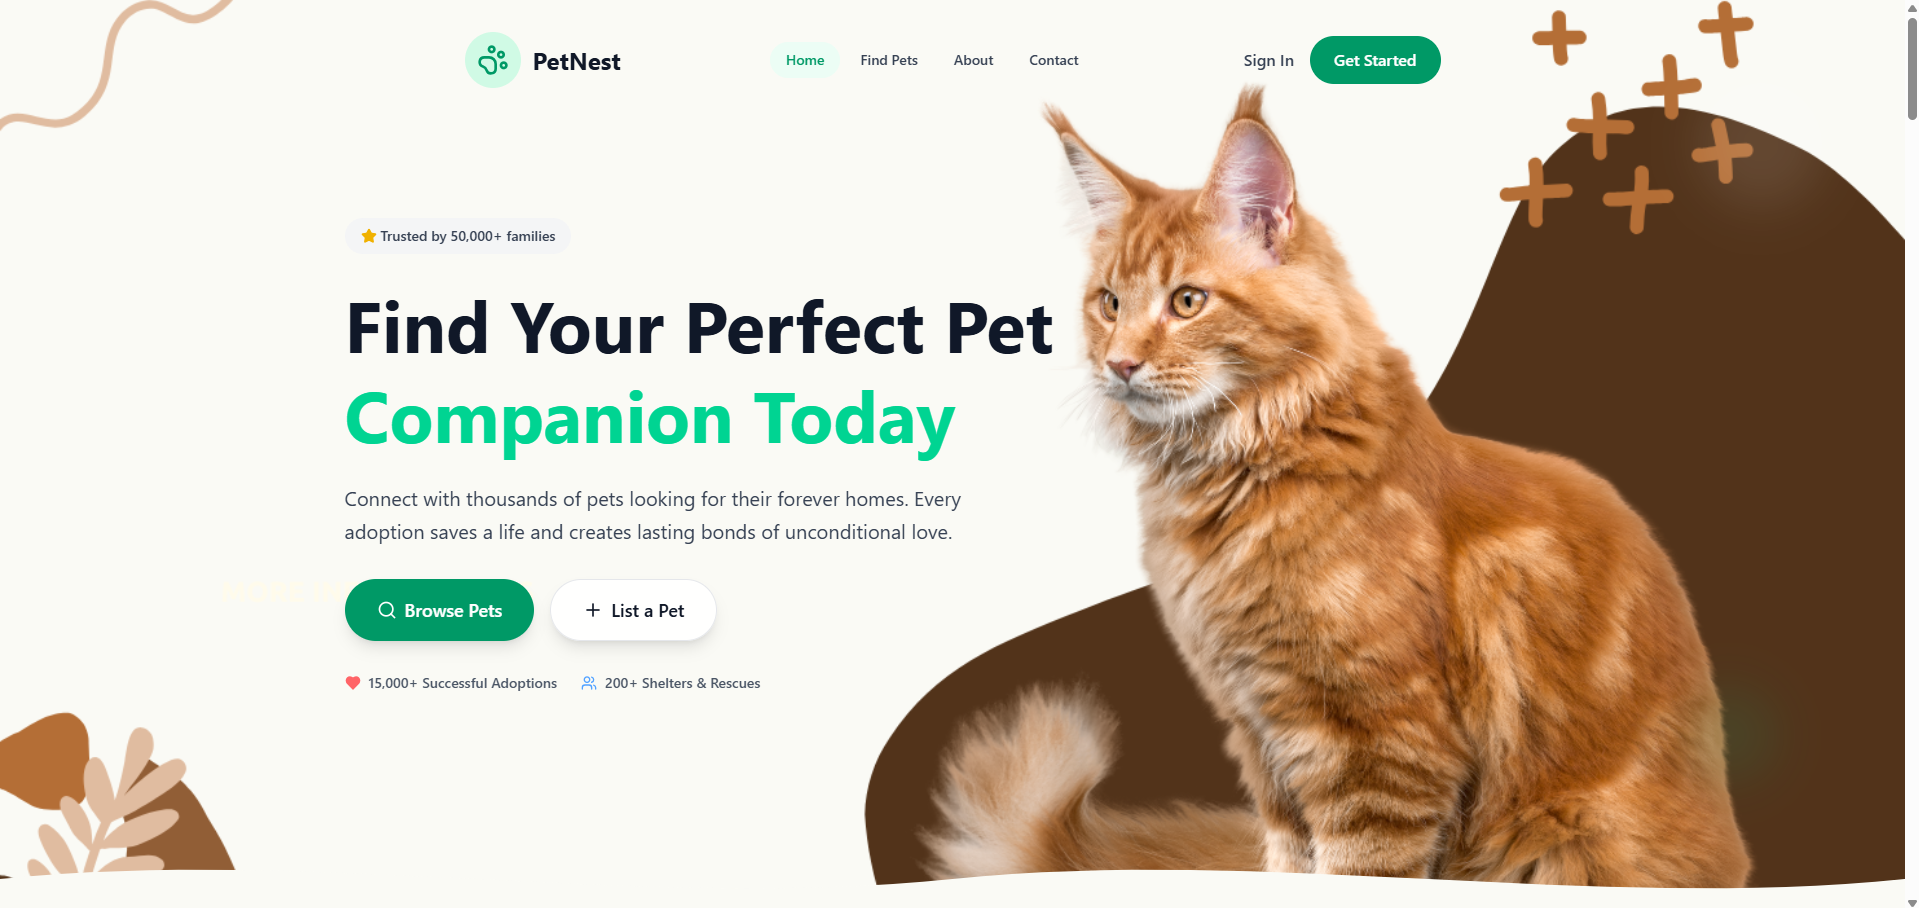 PetNest
Home
Find Pets
About
Contact
Sign In
Get Started
Trusted by 50,000+ families
Find Your Perfect Pet
Companion Today
Connect with thousands of pets looking for their forever homes. Every
adoption saves a life and creates lasting bonds of unconditional love.
Browse Pets
List a Pet
15,000+ Successful Adoptions
200+ Shelters & Rescues